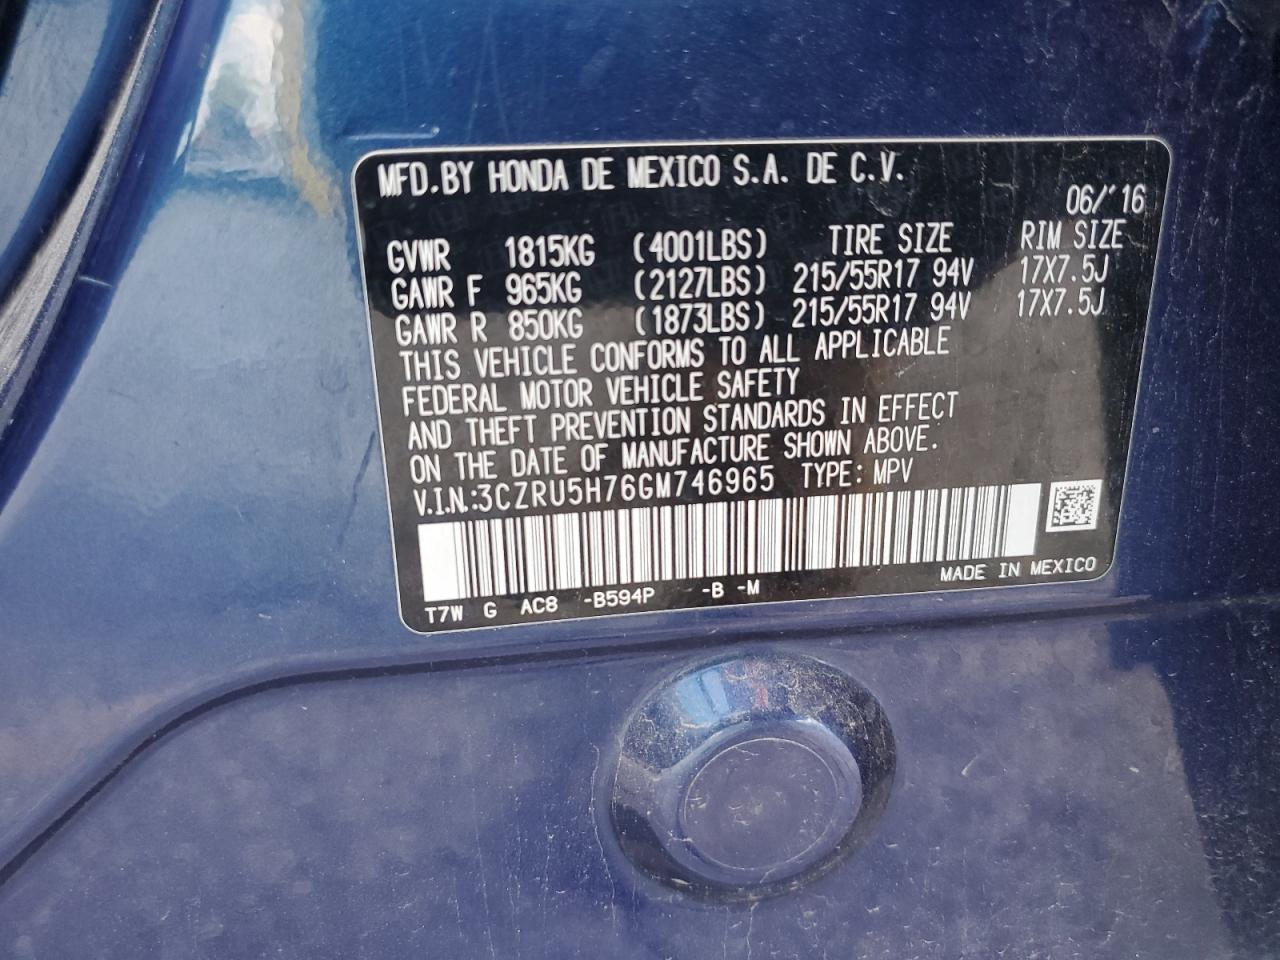 MFD.BY HONDA DE MEXICO S.A. DE C.V.
06/'16
GVWR 1815KG (4001LBS) TIRE SIZE RIM SIZE
GAWR F 965KG (2127LBS) 215/55R17 94V 17X7.5J
GAWR R 850KG (1873LBS) 215/55R17 94V 17X7.5J
THIS VEHICLE CONFORMS TO ALL APPLICABLE
FEDERAL MOTOR VEHICLE SAFETY
AND THEFT PREVENTION STANDARDS IN EFFECT
ON THE DATE OF MANUFACTURE SHOWN ABOVE.
V.I.N.:3CZRU5H76GM746965 TYPE: MPV
T7W G AC8 -B594P -B -M MADE IN MEXICO